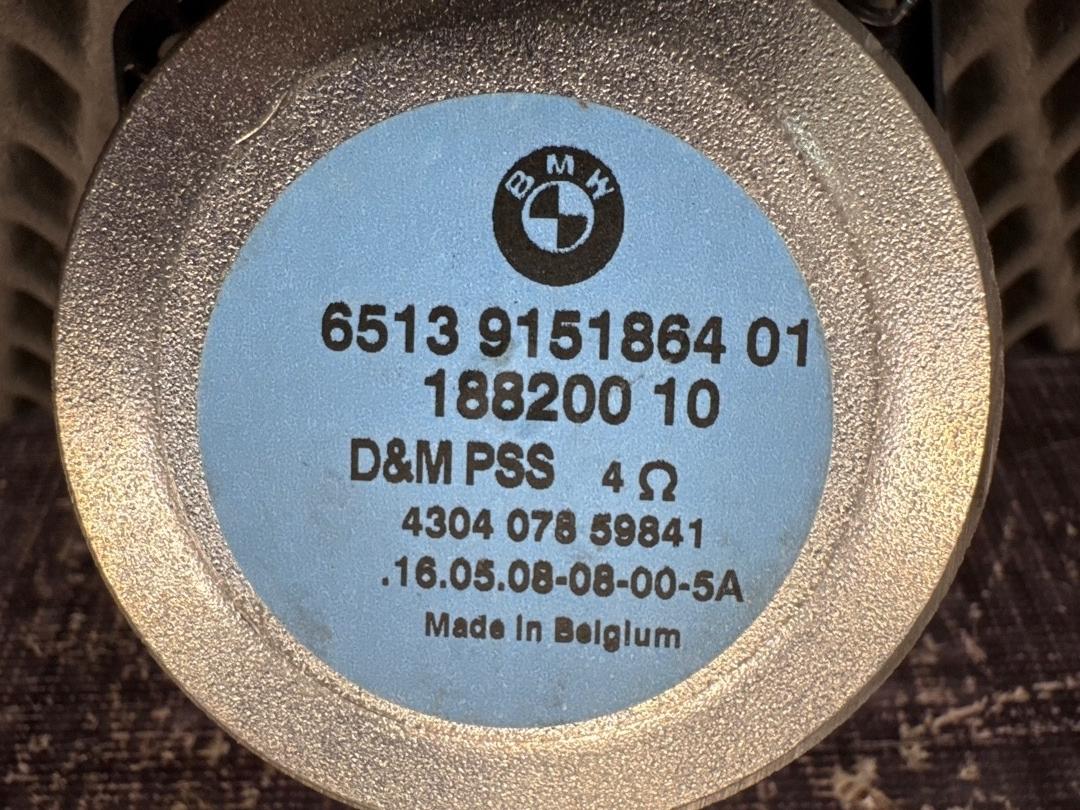 BMW
6513 9151864 01
188200 10
D&M PSS 4 Ω
4304 078 59841
.16.05.08-08-00-5A
Made in Belgium